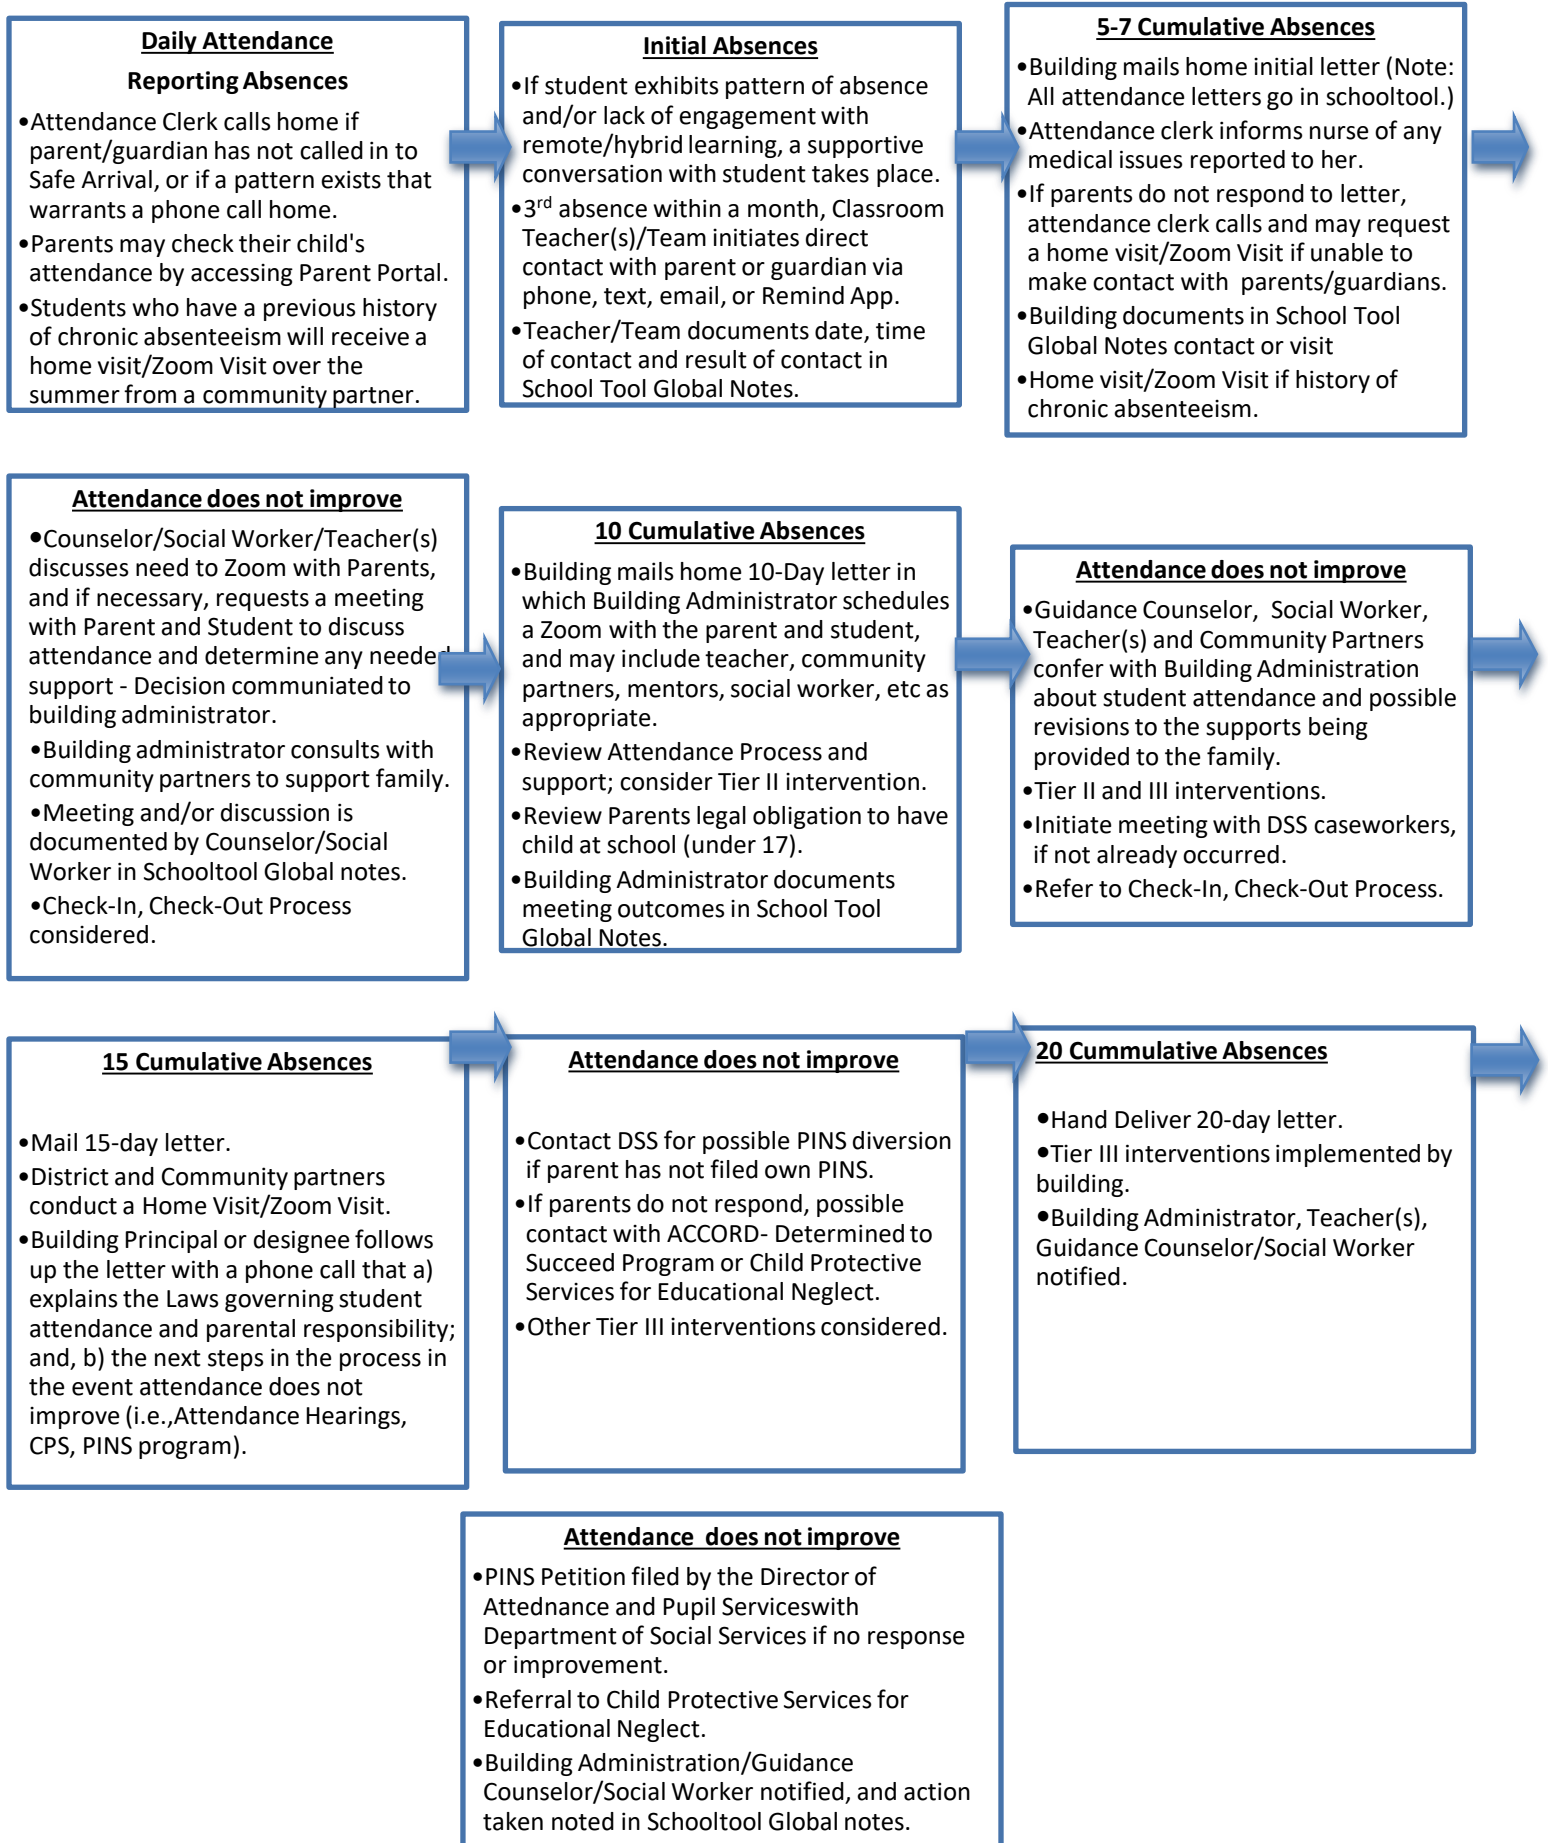 Daily Attendance
Reporting Absences
•Attendance Clerk calls home if
parent/guardian has not called in to
Safe Arrival, or if a pattern exists that
warrants a phone call home.
•Parents may check their child's
attendance by accessing Parent Portal.
•Students who have a previous history
of chronic absenteeism will receive a
home visit/Zoom Visit over the
summer from a community partner.
Initial Absences
•If student exhibits pattern of absence
and/or lack of engagement with
remote/hybrid learning, a supportive
conversation with student takes place.
•3rd absence within a month, Classroom
Teacher(s)/Team initiates direct
contact with parent or guardian via
phone, text, email, or Remind App.
•Teacher/Team documents date, time
of contact and result of contact in
School Tool Global Notes.
5-7 Cumulative Absences
•Building mails home initial letter (Note:
All attendance letters go in schooltool.)
•Attendance clerk informs nurse of any
medical issues reported to her.
•If parents do not respond to letter,
attendance clerk calls and may request
a home visit/Zoom Visit if unable to
make contact with parents/guardians.
•Building documents in School Tool
Global Notes contact or visit
•Home visit/Zoom Visit if history of
chronic absenteeism.
Attendance does not improve
•Counselor/Social Worker/Teacher(s)
discusses need to Zoom with Parents,
and if necessary, requests a meeting
with Parent and Student to discuss
attendance and determine any needed
support - Decision communiated to
building administrator.
•Building administrator consults with
community partners to support family.
•Meeting and/or discussion is
documented by Counselor/Social
Worker in Schooltool Global notes.
•Check-In, Check-Out Process
considered.
10 Cumulative Absences
•Building mails home 10-Day letter in
which Building Administrator schedules
a Zoom with the parent and student,
and may include teacher, community
partners, mentors, social worker, etc as
appropriate.
•Review Attendance Process and
support; consider Tier II intervention.
•Review Parents legal obligation to have
child at school (under 17).
•Building Administrator documents
meeting outcomes in School Tool
Global Notes.
Attendance does not improve
•Guidance Counselor, Social Worker,
Teacher(s) and Community Partners
confer with Building Administration
about student attendance and possible
revisions to the supports being
provided to the family.
•Tier II and III interventions.
•Initiate meeting with DSS caseworkers,
if not already occurred.
•Refer to Check-In, Check-Out Process.
15 Cumulative Absences
•Mail 15-day letter.
•District and Community partners
conduct a Home Visit/Zoom Visit.
•Building Principal or designee follows
up the letter with a phone call that a)
explains the Laws governing student
attendance and parental responsibility;
and, b) the next steps in the process in
the event attendance does not
improve (i.e.,Attendance Hearings,
CPS, PINS program).
Attendance does not improve
•Contact DSS for possible PINS diversion
if parent has not filed own PINS.
•If parents do not respond, possible
contact with ACCORD- Determined to
Succeed Program or Child Protective
Services for Educational Neglect.
•Other Tier III interventions considered.
20 Cummulative Absences
•Hand Deliver 20-day letter.
•Tier III interventions implemented by
building.
•Building Administrator, Teacher(s),
Guidance Counselor/Social Worker
notified.
Attendance does not improve
•PINS Petition filed by the Director of
Attednance and Pupil Serviceswith
Department of Social Services if no response
or improvement.
•Referral to Child Protective Services for
Educational Neglect.
•Building Administration/Guidance
Counselor/Social Worker notified, and action
taken noted in Schooltool Global notes.